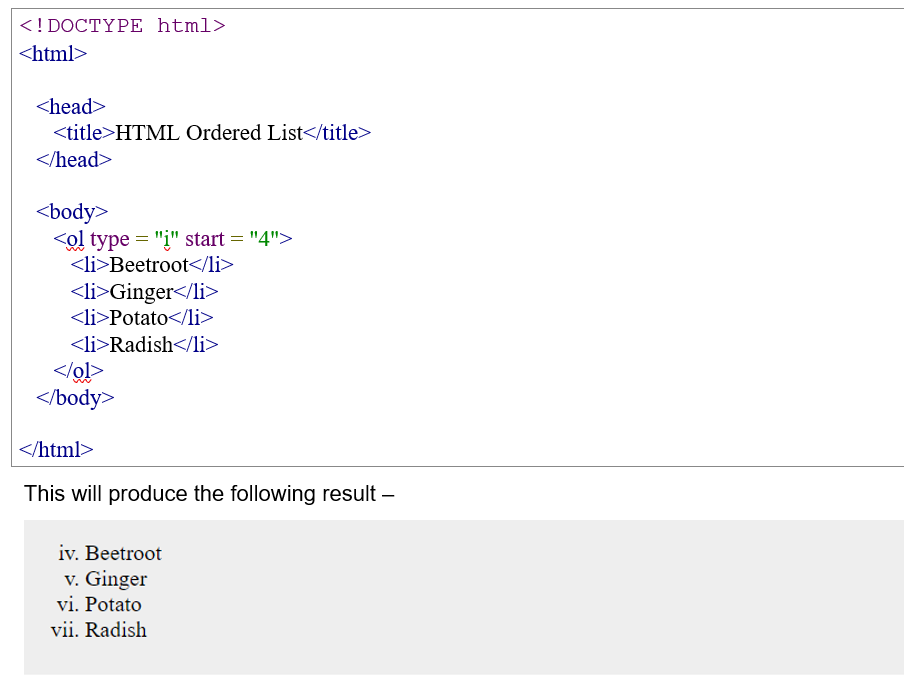 <!DOCTYPE html>
<html>
<head>
<title>HTML Ordered List</title>
</head>
<body>
<ol type = "i" start = "4">
<li>Beetroot</li>
<li>Ginger</li>
<li>Potato</li>
<li>Radish</li>
</ol>
</body>
</html>
This will produce the following result –
iv. Beetroot
v. Ginger
vi. Potato
vii. Radish